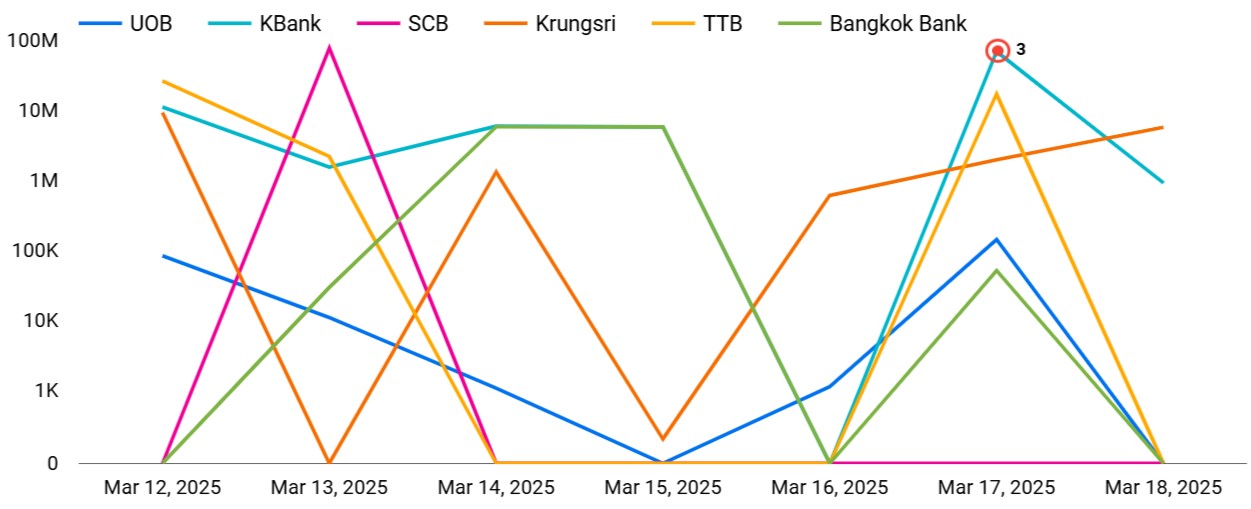 UOB KBank SCB Krungsri TTB Bangkok Bank
100M
3
10M
1M
100K
10K
1K
0
Mar 12, 2025 Mar 13, 2025 Mar 14, 2025 Mar 15, 2025 Mar 16, 2025 Mar 17, 2025 Mar 18, 2025